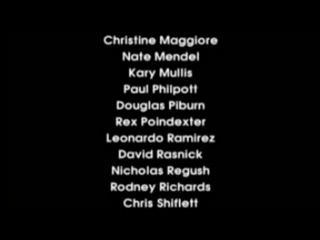 Christine Maggiore
Nate Mendel
Kary Mullis
Paul Philpott
Douglas Piburn
Rex Poindexter
Leonardo Ramirez
David Rasnick
Nicholas Regush
Rodney Richards
Chris Shiflett